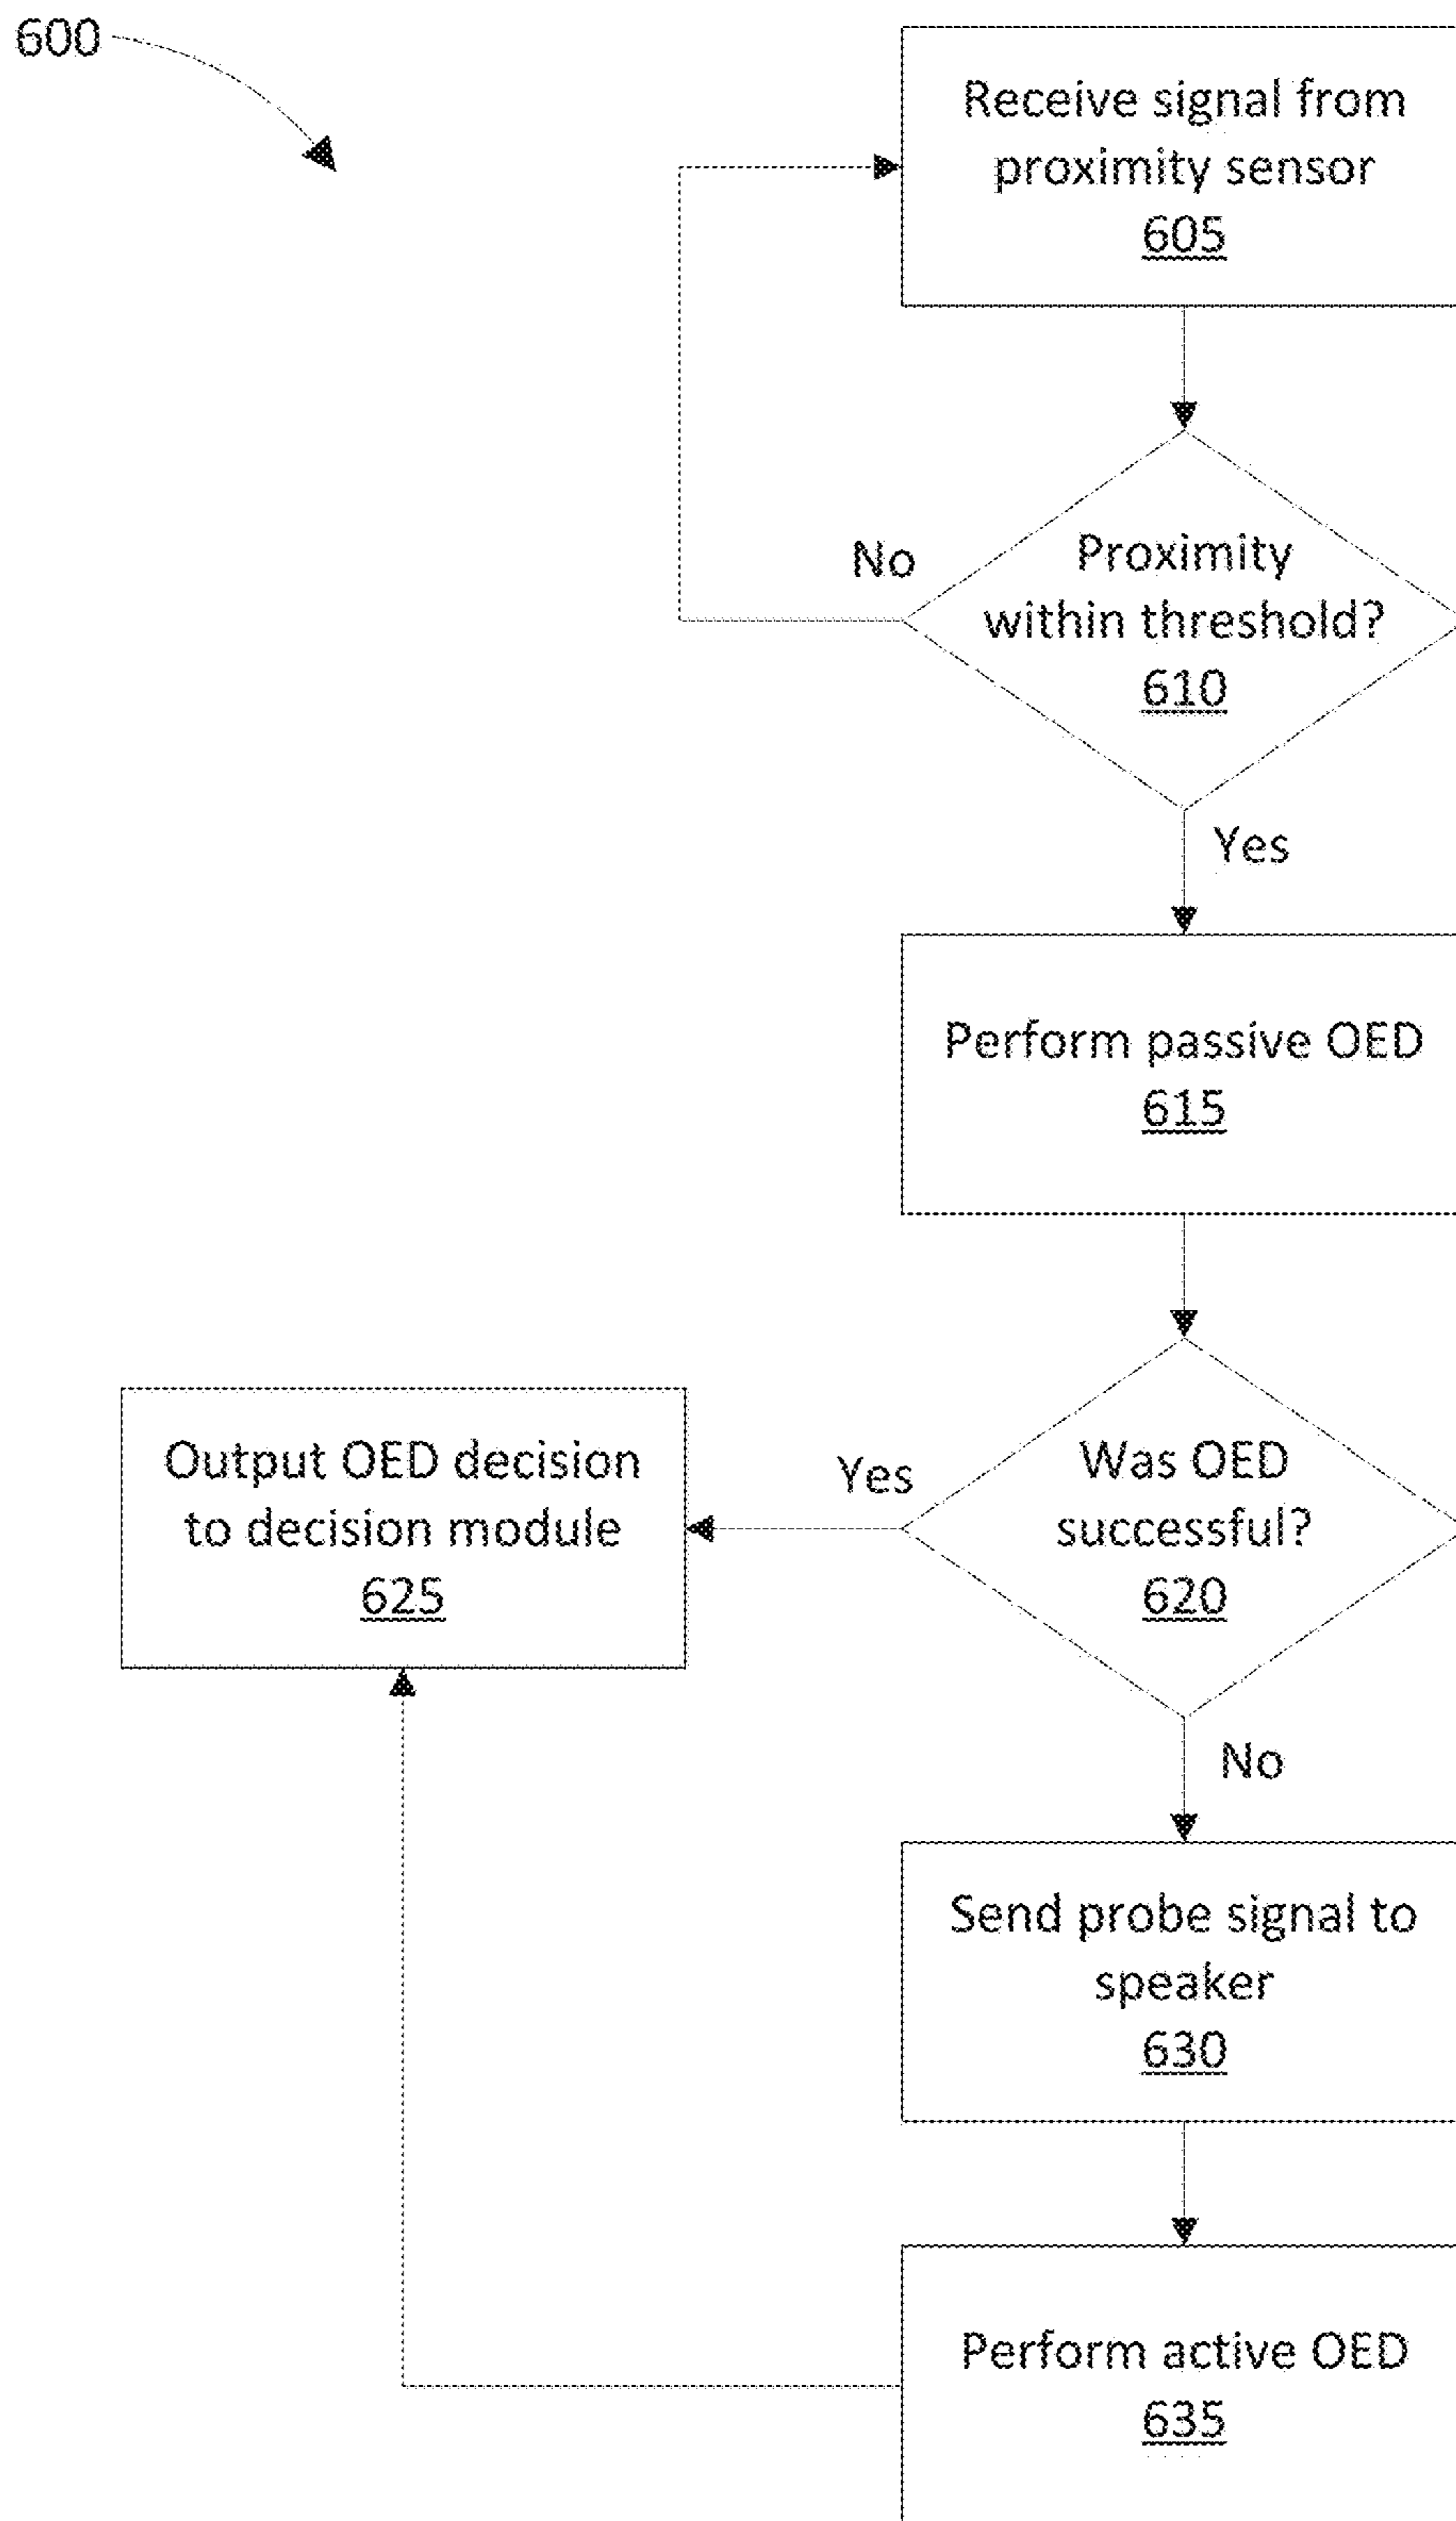 600
Receive signal from
proximity sensor
605
No
Proximity
within threshold?
610
Yes
Perform passive OED
615
Output OED decision
to decision module
625
Yes
Was OED
successful?
620
No
Send probe signal to
speaker
630
Perform active OED
635